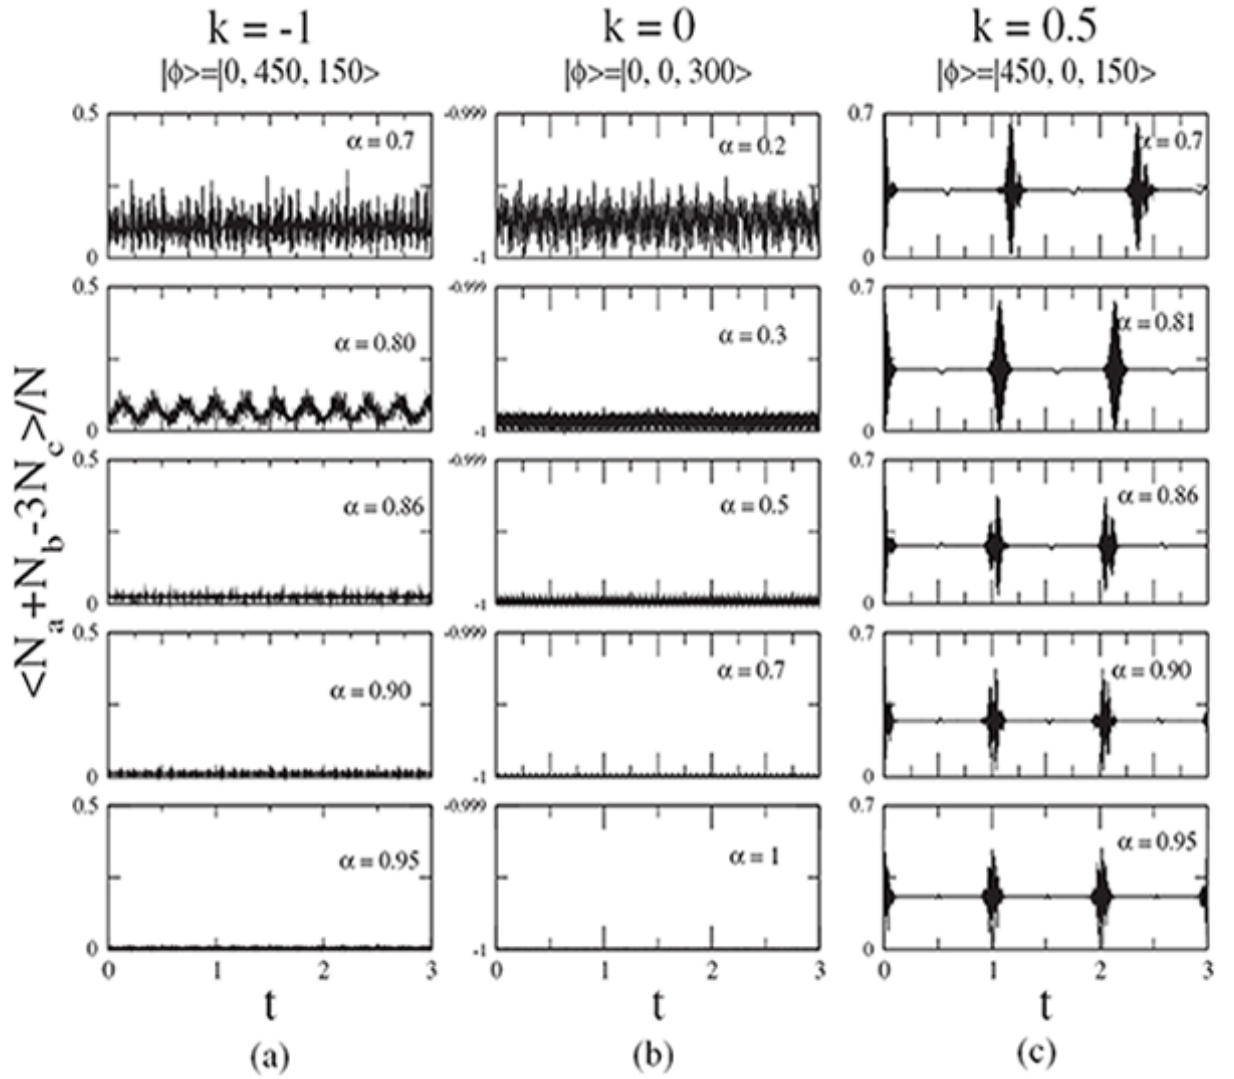 k = -1
k = 0
k = 0.5
|ϕ>=|0, 450, 150>
|ϕ>=|0, 0, 300>
|ϕ>=|450, 0, 150>
<Na+Nb-3Nc>/N
0.5
α = 0.7
0
0.5
α = 0.80
0
0.5
α = 0.86
0
0.5
α = 0.90
0
0.5
α = 0.95
0
0 1 2 3
t
(a)
-0.999
α = 0.2
-1
-0.999
α = 0.3
-1
-0.999
α = 0.5
-1
-0.999
α = 0.7
-1
-0.999
α = 1
-1
0 1 2 3
t
(b)
0.7
α = 0.7
0
0.7
α = 0.81
0
0.7
α = 0.86
0
0.7
α = 0.90
0
0.7
α = 0.95
0
0 1 2 3
t
(c)